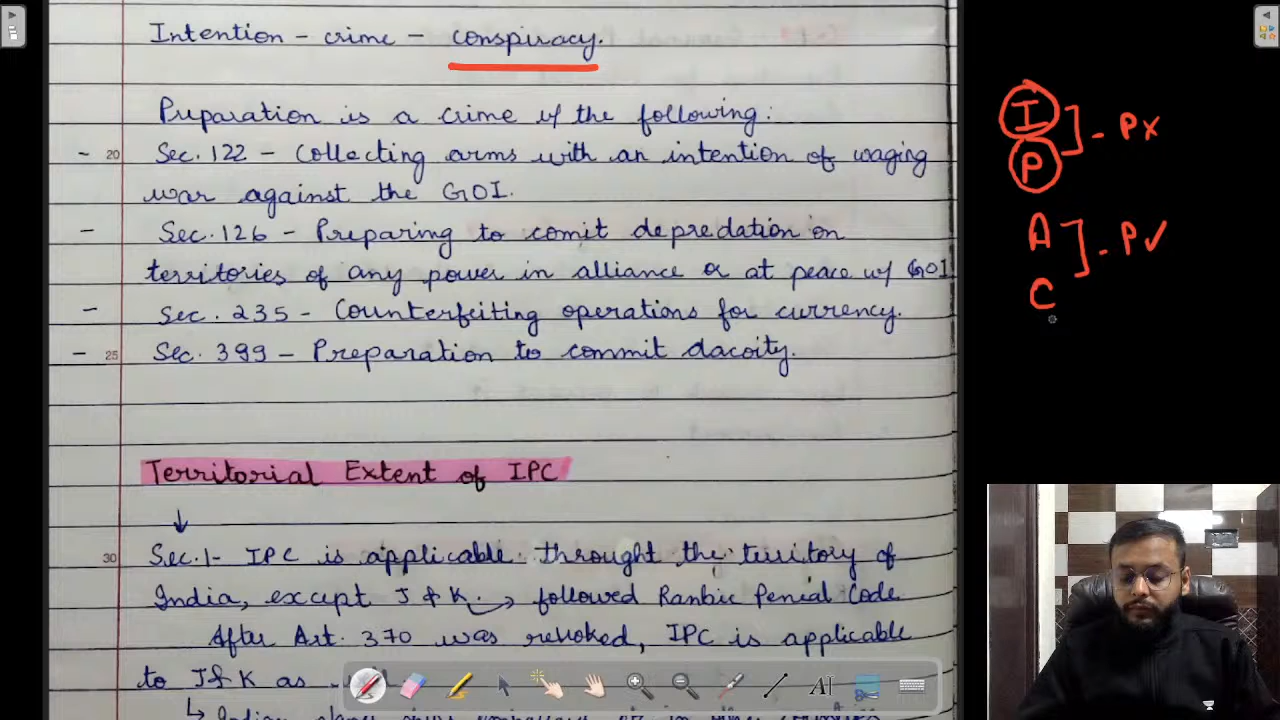 Intention - crime - conspiracy.
Preparation is a crime if the following:
- 20 Sec. 122 - Collecting arms with an intention of waging
war against the GOI.
- Sec. 126 - Preparing to comit depredation on
territories of any power in alliance or at peace w/ GOI
- Sec. 235 - Counterfeiting operations for currency.
- 25 Sec. 399 - Preparation to commit dacoity.
Territorial Extent of IPC
↓
30 Sec. 1 - IPC is applicable throught the territory of
India, except J & K. → followed Ranbir Penial Code
After Art. 370 was revoked, IPC is applicable
to J & K as
I
P
] - P x
A
C
] - P ✓
AI